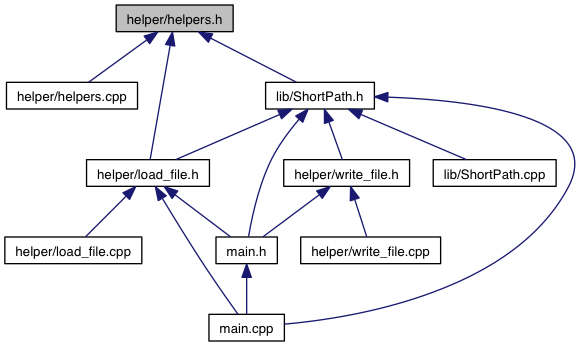 helper/helpers.h
helper/helpers.cpp
lib/ShortPath.h
helper/load_file.h
helper/write_file.h
lib/ShortPath.cpp
helper/load_file.cpp
main.h
helper/write_file.cpp
main.cpp